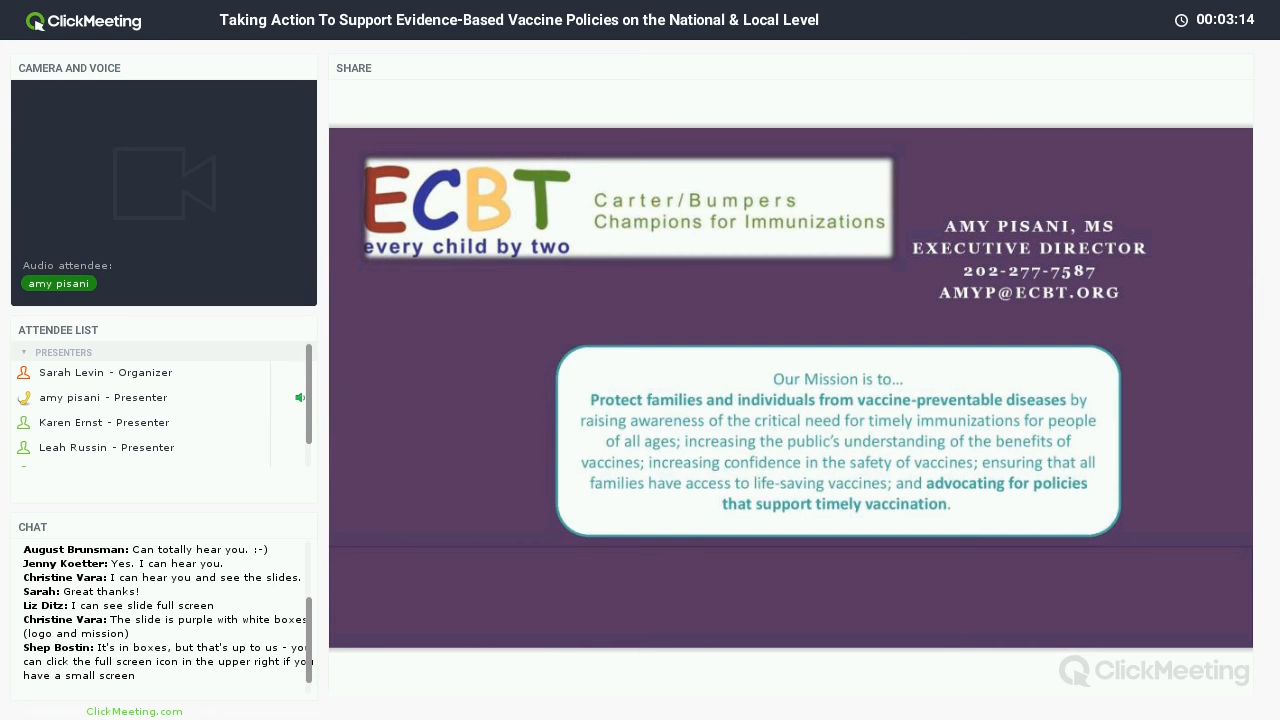 ClickMeeting
Taking Action To Support Evidence-Based Vaccine Policies on the National & Local Level
00:03:14
CAMERA AND VOICE
Audio attendee:
amy pisani
ATTENDEE LIST
PRESENTERS
Sarah Levin - Organizer
amy pisani - Presenter
Karen Ernst - Presenter
Leah Russin - Presenter
CHAT
August Brunsman: Can totally hear you. :-)
Jenny Koetter: Yes. I can hear you.
Christine Vara: I can hear you and see the slides.
Sarah: Great thanks!
Liz Ditz: I can see slide full screen
Christine Vara: The slide is purple with white boxes
(logo and mission)
Shep Bostin: It's in boxes, but that's up to us - you
can click the full screen icon in the upper right if you
have a small screen
ClickMeeting.com
SHARE
ECBT
every child by two
Carter/Bumpers
Champions for Immunizations
AMY PISANI, MS
EXECUTIVE DIRECTOR
202-277-7587
AMYP@ECBT.ORG
Our Mission is to...
Protect families and individuals from vaccine-preventable diseases by
raising awareness of the critical need for timely immunizations for people
of all ages; increasing the public's understanding of the benefits of
vaccines; increasing confidence in the safety of vaccines; ensuring that all
families have access to life-saving vaccines; and advocating for policies
that support timely vaccination.
ClickMeeting